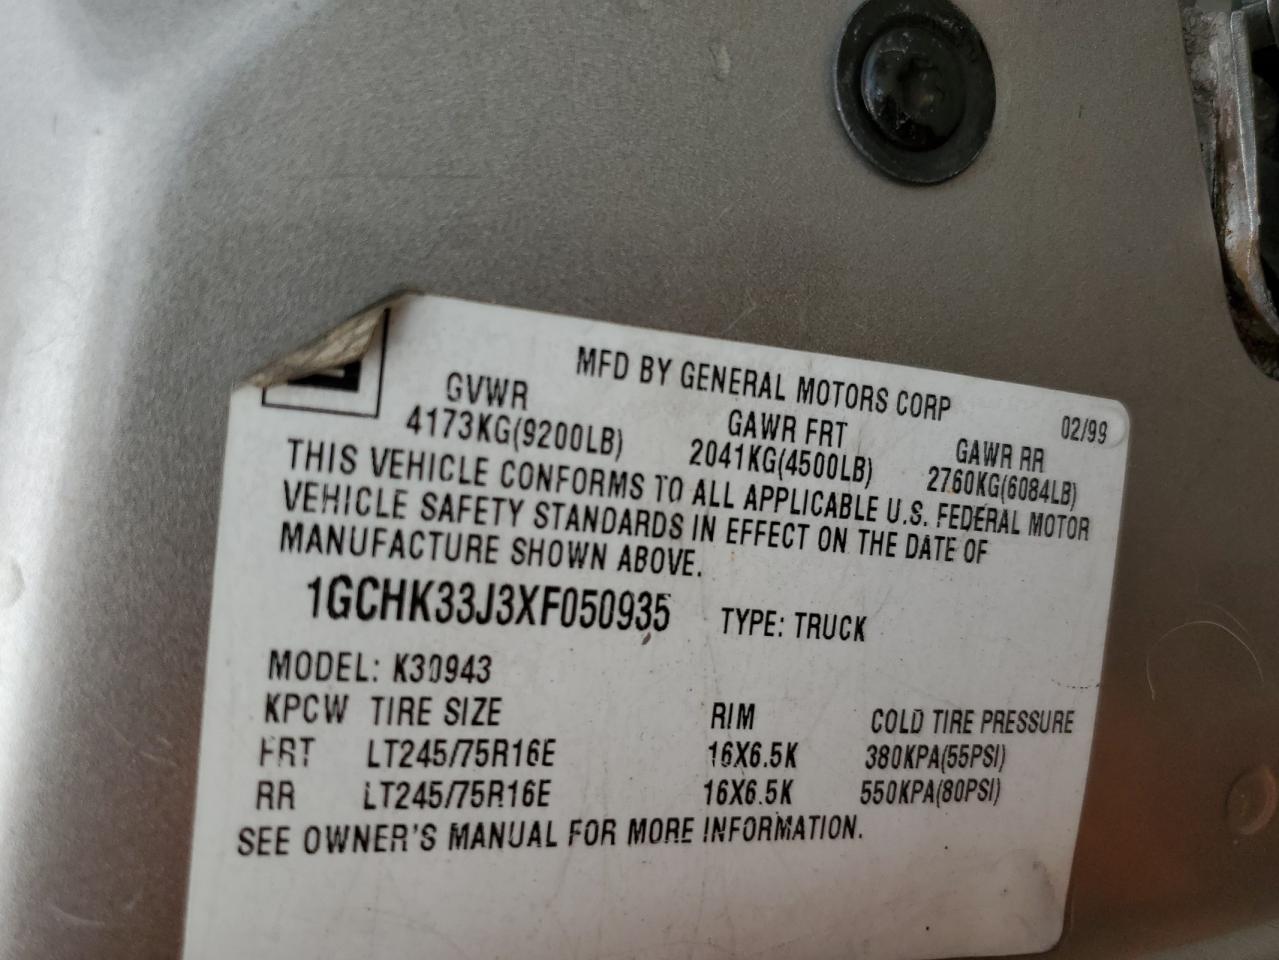 MFD BY GENERAL MOTORS CORP
02/99
GVWR GAWR FRT GAWR RR
4173KG(9200LB) 2041KG(4500LB) 2760KG(6084LB)
THIS VEHICLE CONFORMS TO ALL APPLICABLE U.S. FEDERAL MOTOR
VEHICLE SAFETY STANDARDS IN EFFECT ON THE DATE OF
MANUFACTURE SHOWN ABOVE.
1GCHK33J3XF050935 TYPE: TRUCK
MODEL: K30943
KPCW TIRE SIZE RIM COLD TIRE PRESSURE
FRT LT245/75R16E 16X6.5K 380KPA(55PSI)
RR LT245/75R16E 16X6.5K 550KPA(80PSI)
SEE OWNER'S MANUAL FOR MORE INFORMATION.